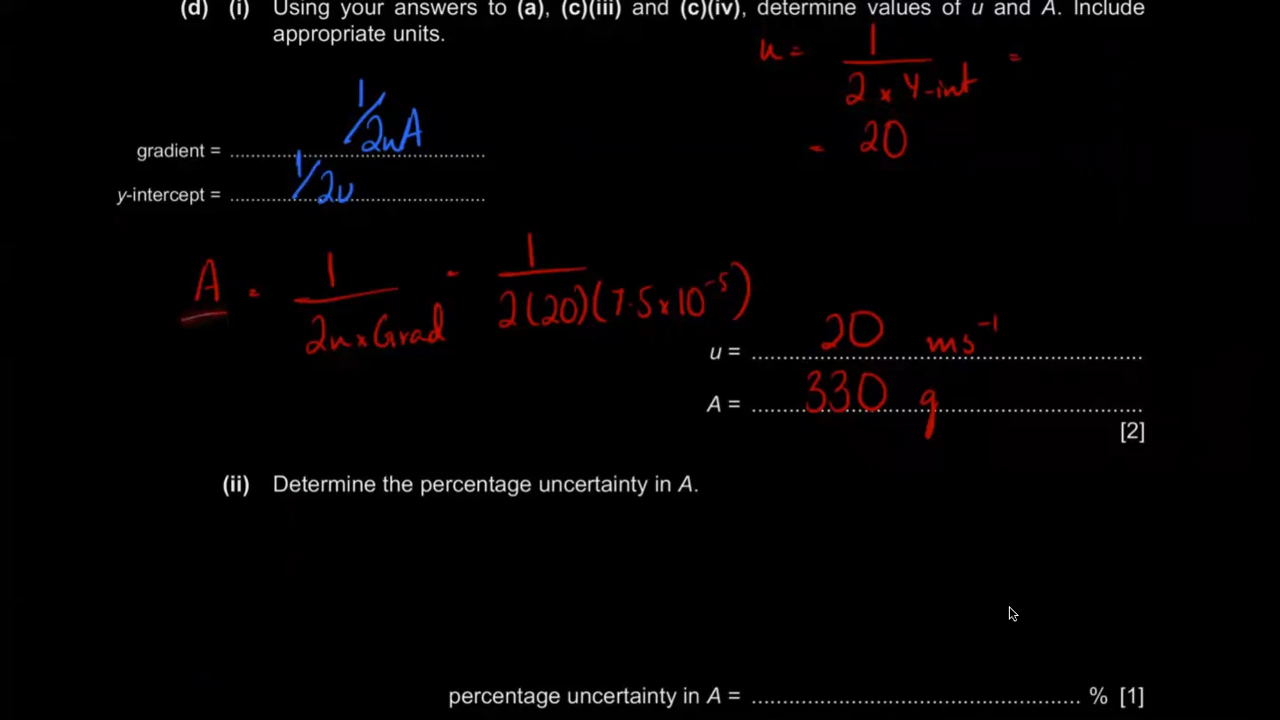 (d) (i) Using your answers to (a), (c)(iii) and (c)(iv), determine values of u and A. Include
appropriate units.
u = 1 / 2 × Y-int =
= 20
gradient = 1/2uA
y-intercept = 1/2u
A = 1 / 2u × Grad = 1 / 2(20)(7.5×10⁻⁵)
u = 20 ms⁻¹
A = 330 g
[2]
(ii) Determine the percentage uncertainty in A.
percentage uncertainty in A = % [1]